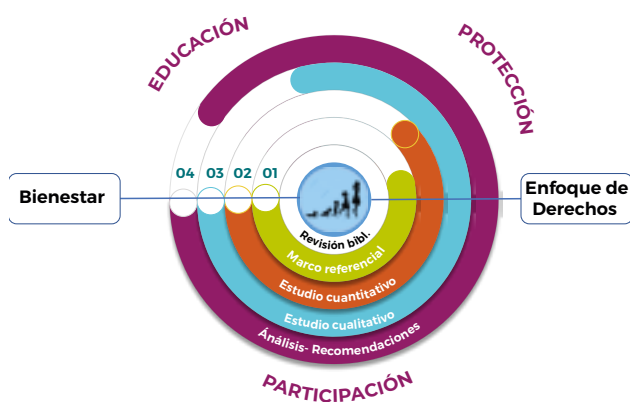 EDUCACIÓN
PROTECCIÓN
04 03 02 01
Bienestar
Enfoque de
Derechos
Revisión bibl.
Marco referencial
Estudio cuantitativo
Estudio cualitativo
Ánálisis- Recomendaciones
PARTICIPACIÓN